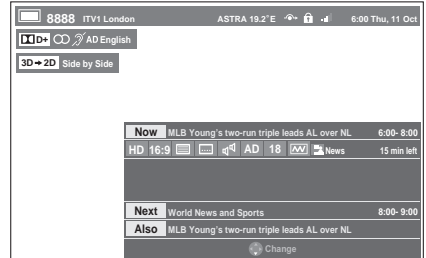 8888 ITV1 London ASTRA 19.2°E 6:00 Thu, 11 Oct
DD D+ AD English
3D➔2D Side by Side
Now MLB Young's two-run triple leads AL over NL 6:00- 8:00
HD 16:9 AD 18 News 15 min left
Next World News and Sports 8:00- 9:00
Also MLB Young's two-run triple leads AL over NL
Change